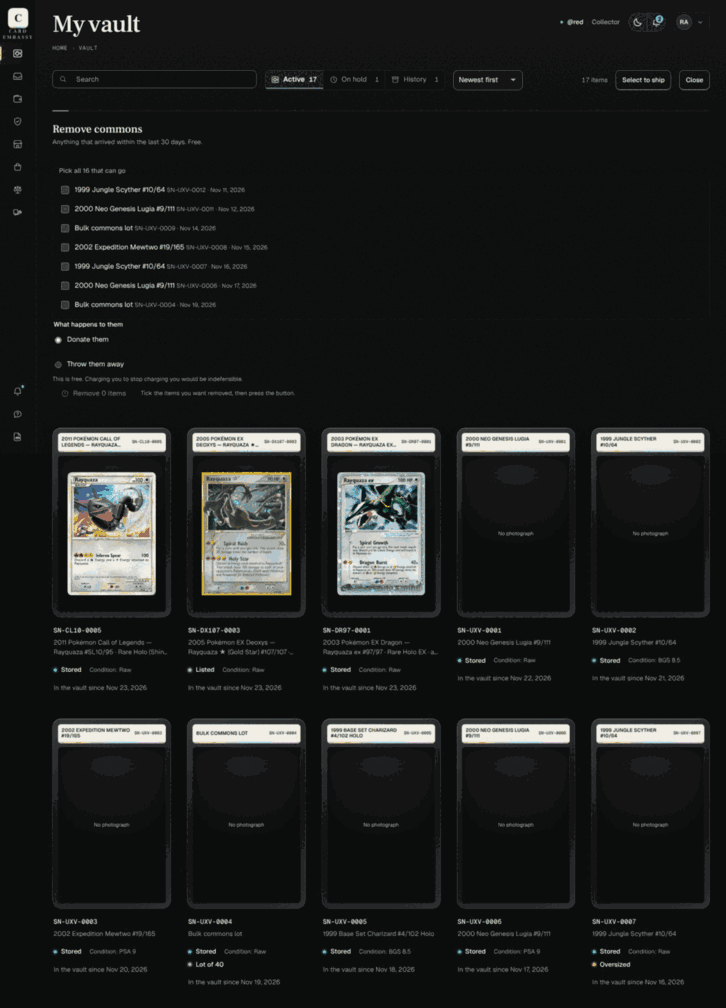 C
CARD
EMBASSY
My vault
HOME · VAULT
@red Collector
2
RA
Search
Active 17
On hold 1
History 1
Newest first
17 items
Select to ship
Close
Remove commons
Anything that arrived within the last 30 days. Free.
Pick all 16 that can go
1999 Jungle Scyther #10/64 SN-UXV-0012 · Nov 11, 2026
2000 Neo Genesis Lugia #9/111 SN-UXV-0011 · Nov 12, 2026
Bulk commons lot SN-UXV-0009 · Nov 14, 2026
2002 Expedition Mewtwo #19/165 SN-UXV-0008 · Nov 15, 2026
1999 Jungle Scyther #10/64 SN-UXV-0007 · Nov 16, 2026
2000 Neo Genesis Lugia #9/111 SN-UXV-0006 · Nov 17, 2026
Bulk commons lot SN-UXV-0004 · Nov 19, 2026
What happens to them
Donate them
Throw them away
This is free. Charging you to stop charging you would be indefensible.
Remove 0 items
Tick the items you want removed, then press the button.
2011 POKÉMON CALL OF
LEGENDS — RAYQUAZA…
SN-CL10-0005
Rayquaza
Inferno Spear 100
SN-CL10-0005
2011 Pokémon Call of Legends —
Rayquaza #SL10/95 · Rare Holo (Shin…
Stored Condition: Raw
In the vault since Nov 23, 2026
2005 POKÉMON EX
DEOXYS — RAYQUAZA ★…
SN-DX107-0003
Rayquaza
Spiral Rush
Holy Star
SN-DX107-0003
2005 Pokémon EX Deoxys —
Rayquaza ★ (Gold Star) #107/107 ·…
Listed Condition: Raw
In the vault since Nov 23, 2026
2003 POKÉMON EX
DRAGON — RAYQUAZA EX…
SN-DR97-0001
Rayquaza ex
Spiral Growth
Dragon Burst
SN-DR97-0001
2003 Pokémon EX Dragon —
Rayquaza ex #97/97 · Rare Holo EX · a…
Stored Condition: Raw
In the vault since Nov 23, 2026
2000 NEO GENESIS LUGIA
#9/111
SN-UXV-0001
No photograph
SN-UXV-0001
2000 Neo Genesis Lugia #9/111
Stored Condition: Raw
In the vault since Nov 22, 2026
1999 JUNGLE SCYTHER
#10/64
SN-UXV-0002
No photograph
SN-UXV-0002
1999 Jungle Scyther #10/64
Stored Condition: BGS 8.5
In the vault since Nov 21, 2026
2002 EXPEDITION MEWTWO
#19/165
SN-UXV-0003
No photograph
SN-UXV-0003
2002 Expedition Mewtwo #19/165
Stored Condition: PSA 9
In the vault since Nov 20, 2026
BULK COMMONS LOT
SN-UXV-0004
No photograph
SN-UXV-0004
Bulk commons lot
Stored Condition: Raw
Lot of 40
In the vault since Nov 19, 2026
1999 BASE SET CHARIZARD
#4/102 HOLO
SN-UXV-0005
No photograph
SN-UXV-0005
1999 Base Set Charizard #4/102 Holo
Stored Condition: BGS 8.5
In the vault since Nov 18, 2026
2000 NEO GENESIS LUGIA
#9/111
SN-UXV-0006
No photograph
SN-UXV-0006
2000 Neo Genesis Lugia #9/111
Stored Condition: PSA 9
In the vault since Nov 17, 2026
1999 JUNGLE SCYTHER
#10/64
SN-UXV-0007
No photograph
SN-UXV-0007
1999 Jungle Scyther #10/64
Stored Condition: Raw
Oversized
In the vault since Nov 16, 2026